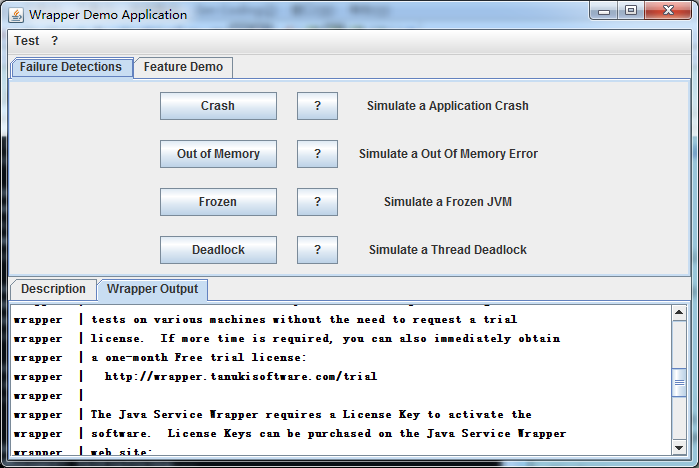 Wrapper Demo Application
Test ?
Failure Detections Feature Demo
Crash ? Simulate a Application Crash
Out of Memory ? Simulate a Out Of Memory Error
Frozen ? Simulate a Frozen JVM
Deadlock ? Simulate a Thread Deadlock
Description Wrapper Output
wrapper | tests on various machines without the need to request a trial
wrapper | license. If more time is required, you can also immediately obtain
wrapper | a one-month Free trial license:
wrapper | http://wrapper.tanukisoftware.com/trial
wrapper |
wrapper | The Java Service Wrapper requires a License Key to activate the
wrapper | software. License Keys can be purchased on the Java Service Wrapper
wrapper | web site: